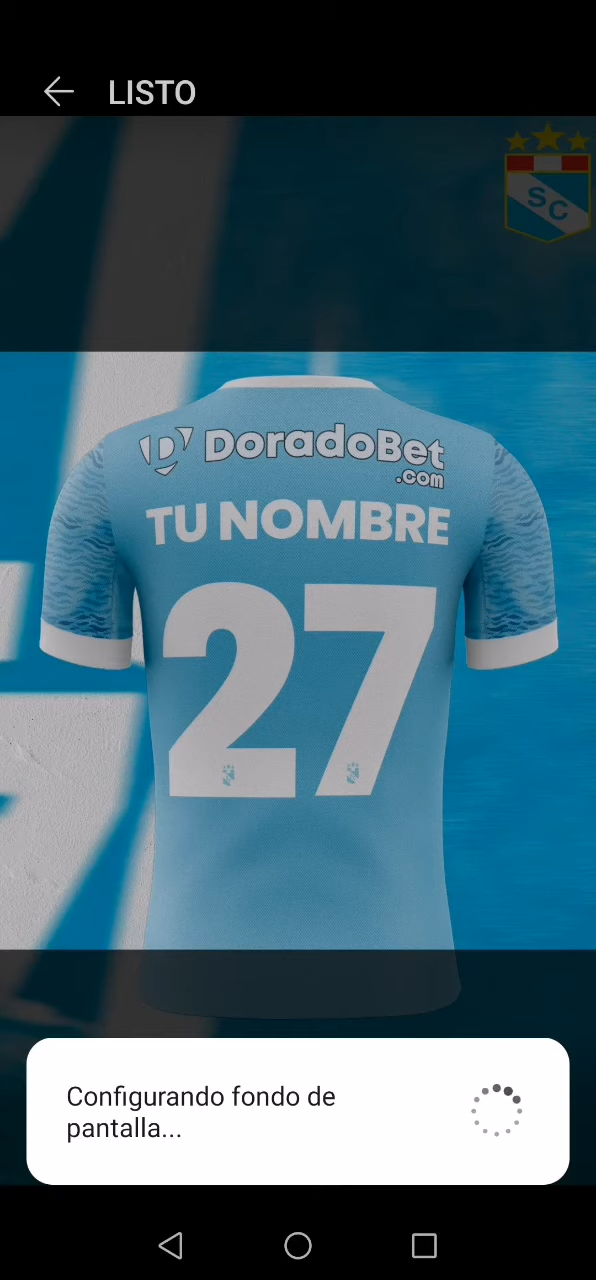 LISTO
SC
DoradoBet
.com
TU NOMBRE
27
Configurando fondo de
pantalla...